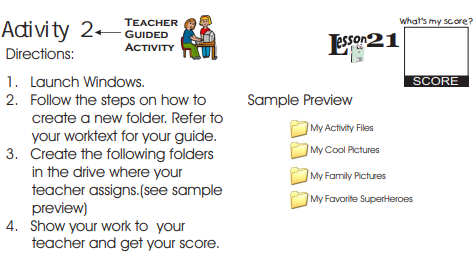 Activity 2
TEACHER
GUIDED
ACTIVITY
Lesson 21
What's my score?
SCORE
Directions:
1. Launch Windows.
2. Follow the steps on how to
create a new folder. Refer to
your worktext for your guide.
3. Create the following folders
in the drive where your
teacher assigns.(see sample
preview)
4. Show your work to your
teacher and get your score.
Sample Preview
My Activity Files
My Cool Pictures
My Family Pictures
My Favorite SuperHeroes